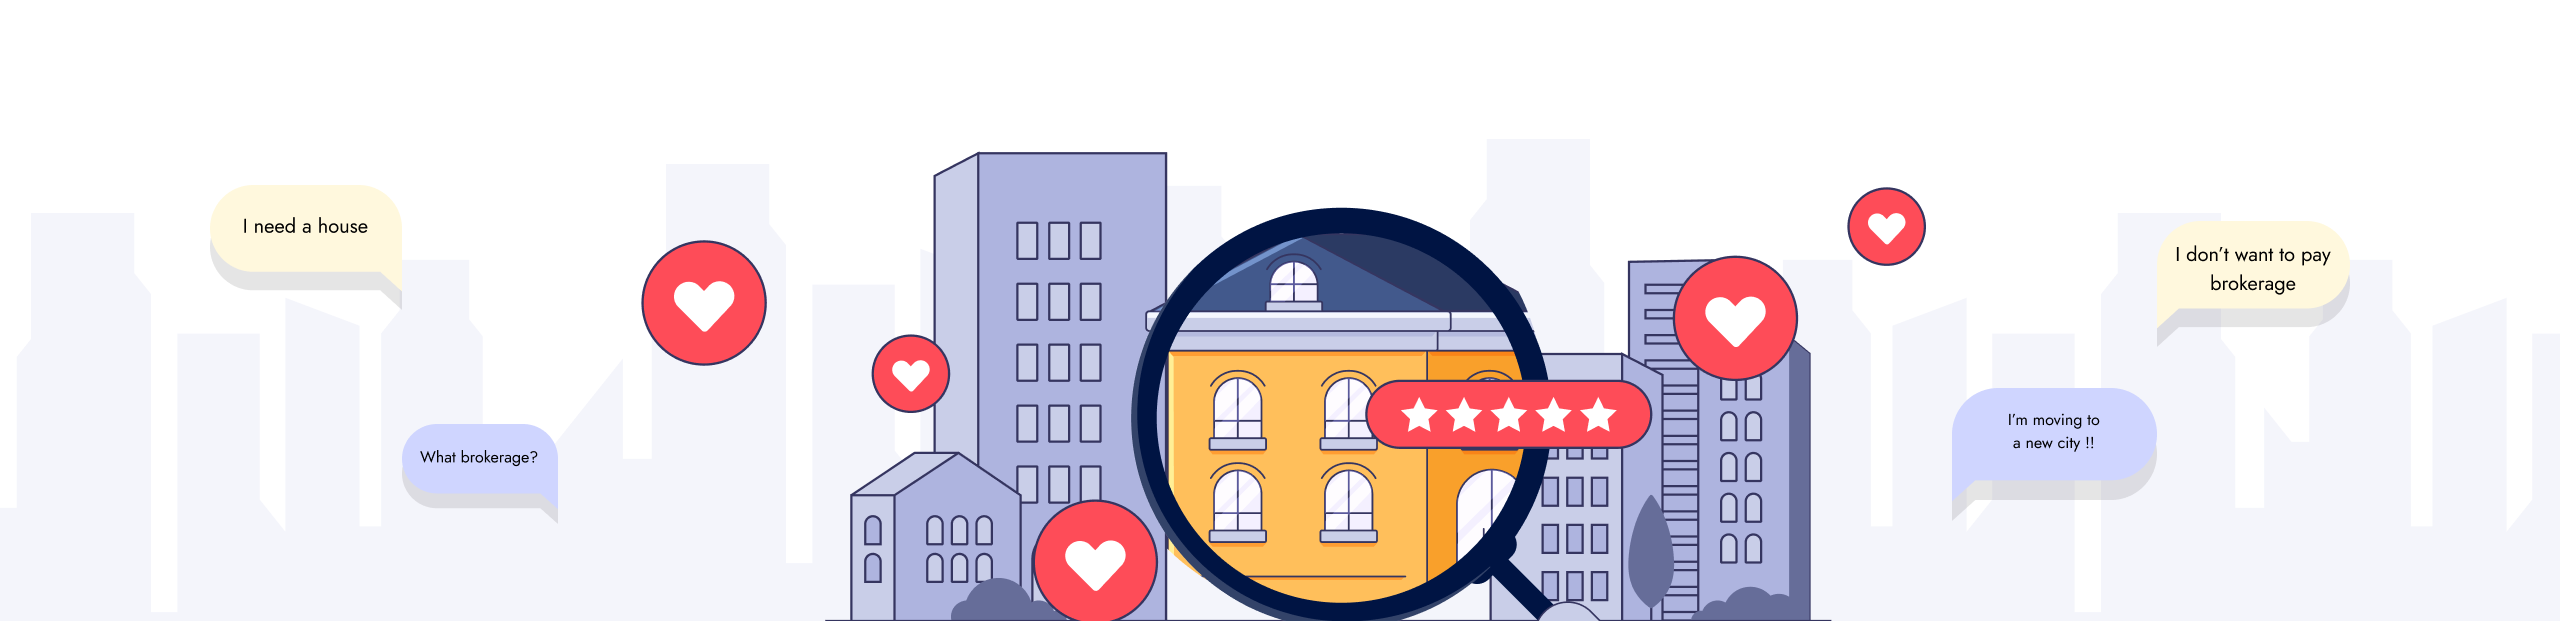 I need a house
What brokerage?
I don’t want to pay
brokerage
I’m moving to
a new city !!